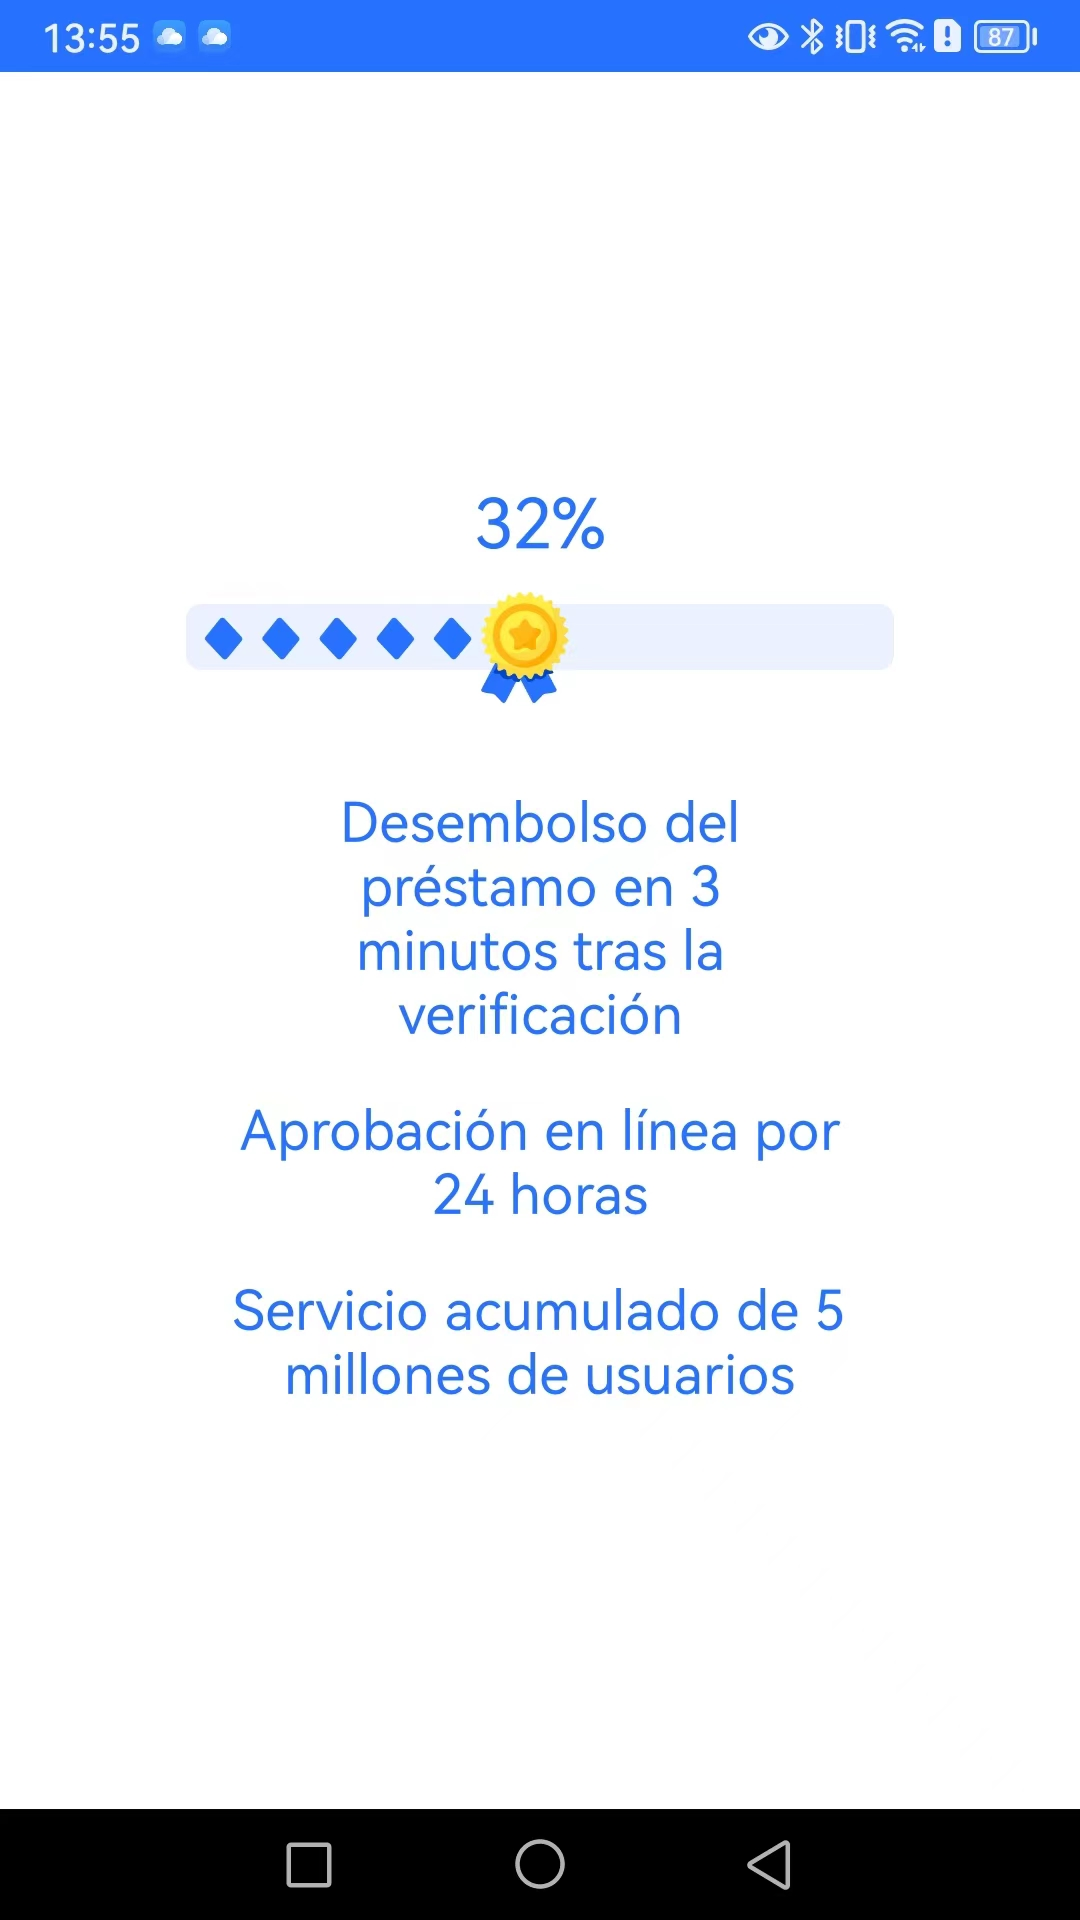 13:55
87
32%
Desembolso del
préstamo en 3
minutos tras la
verificación
Aprobación en línea por
24 horas
Servicio acumulado de 5
millones de usuarios